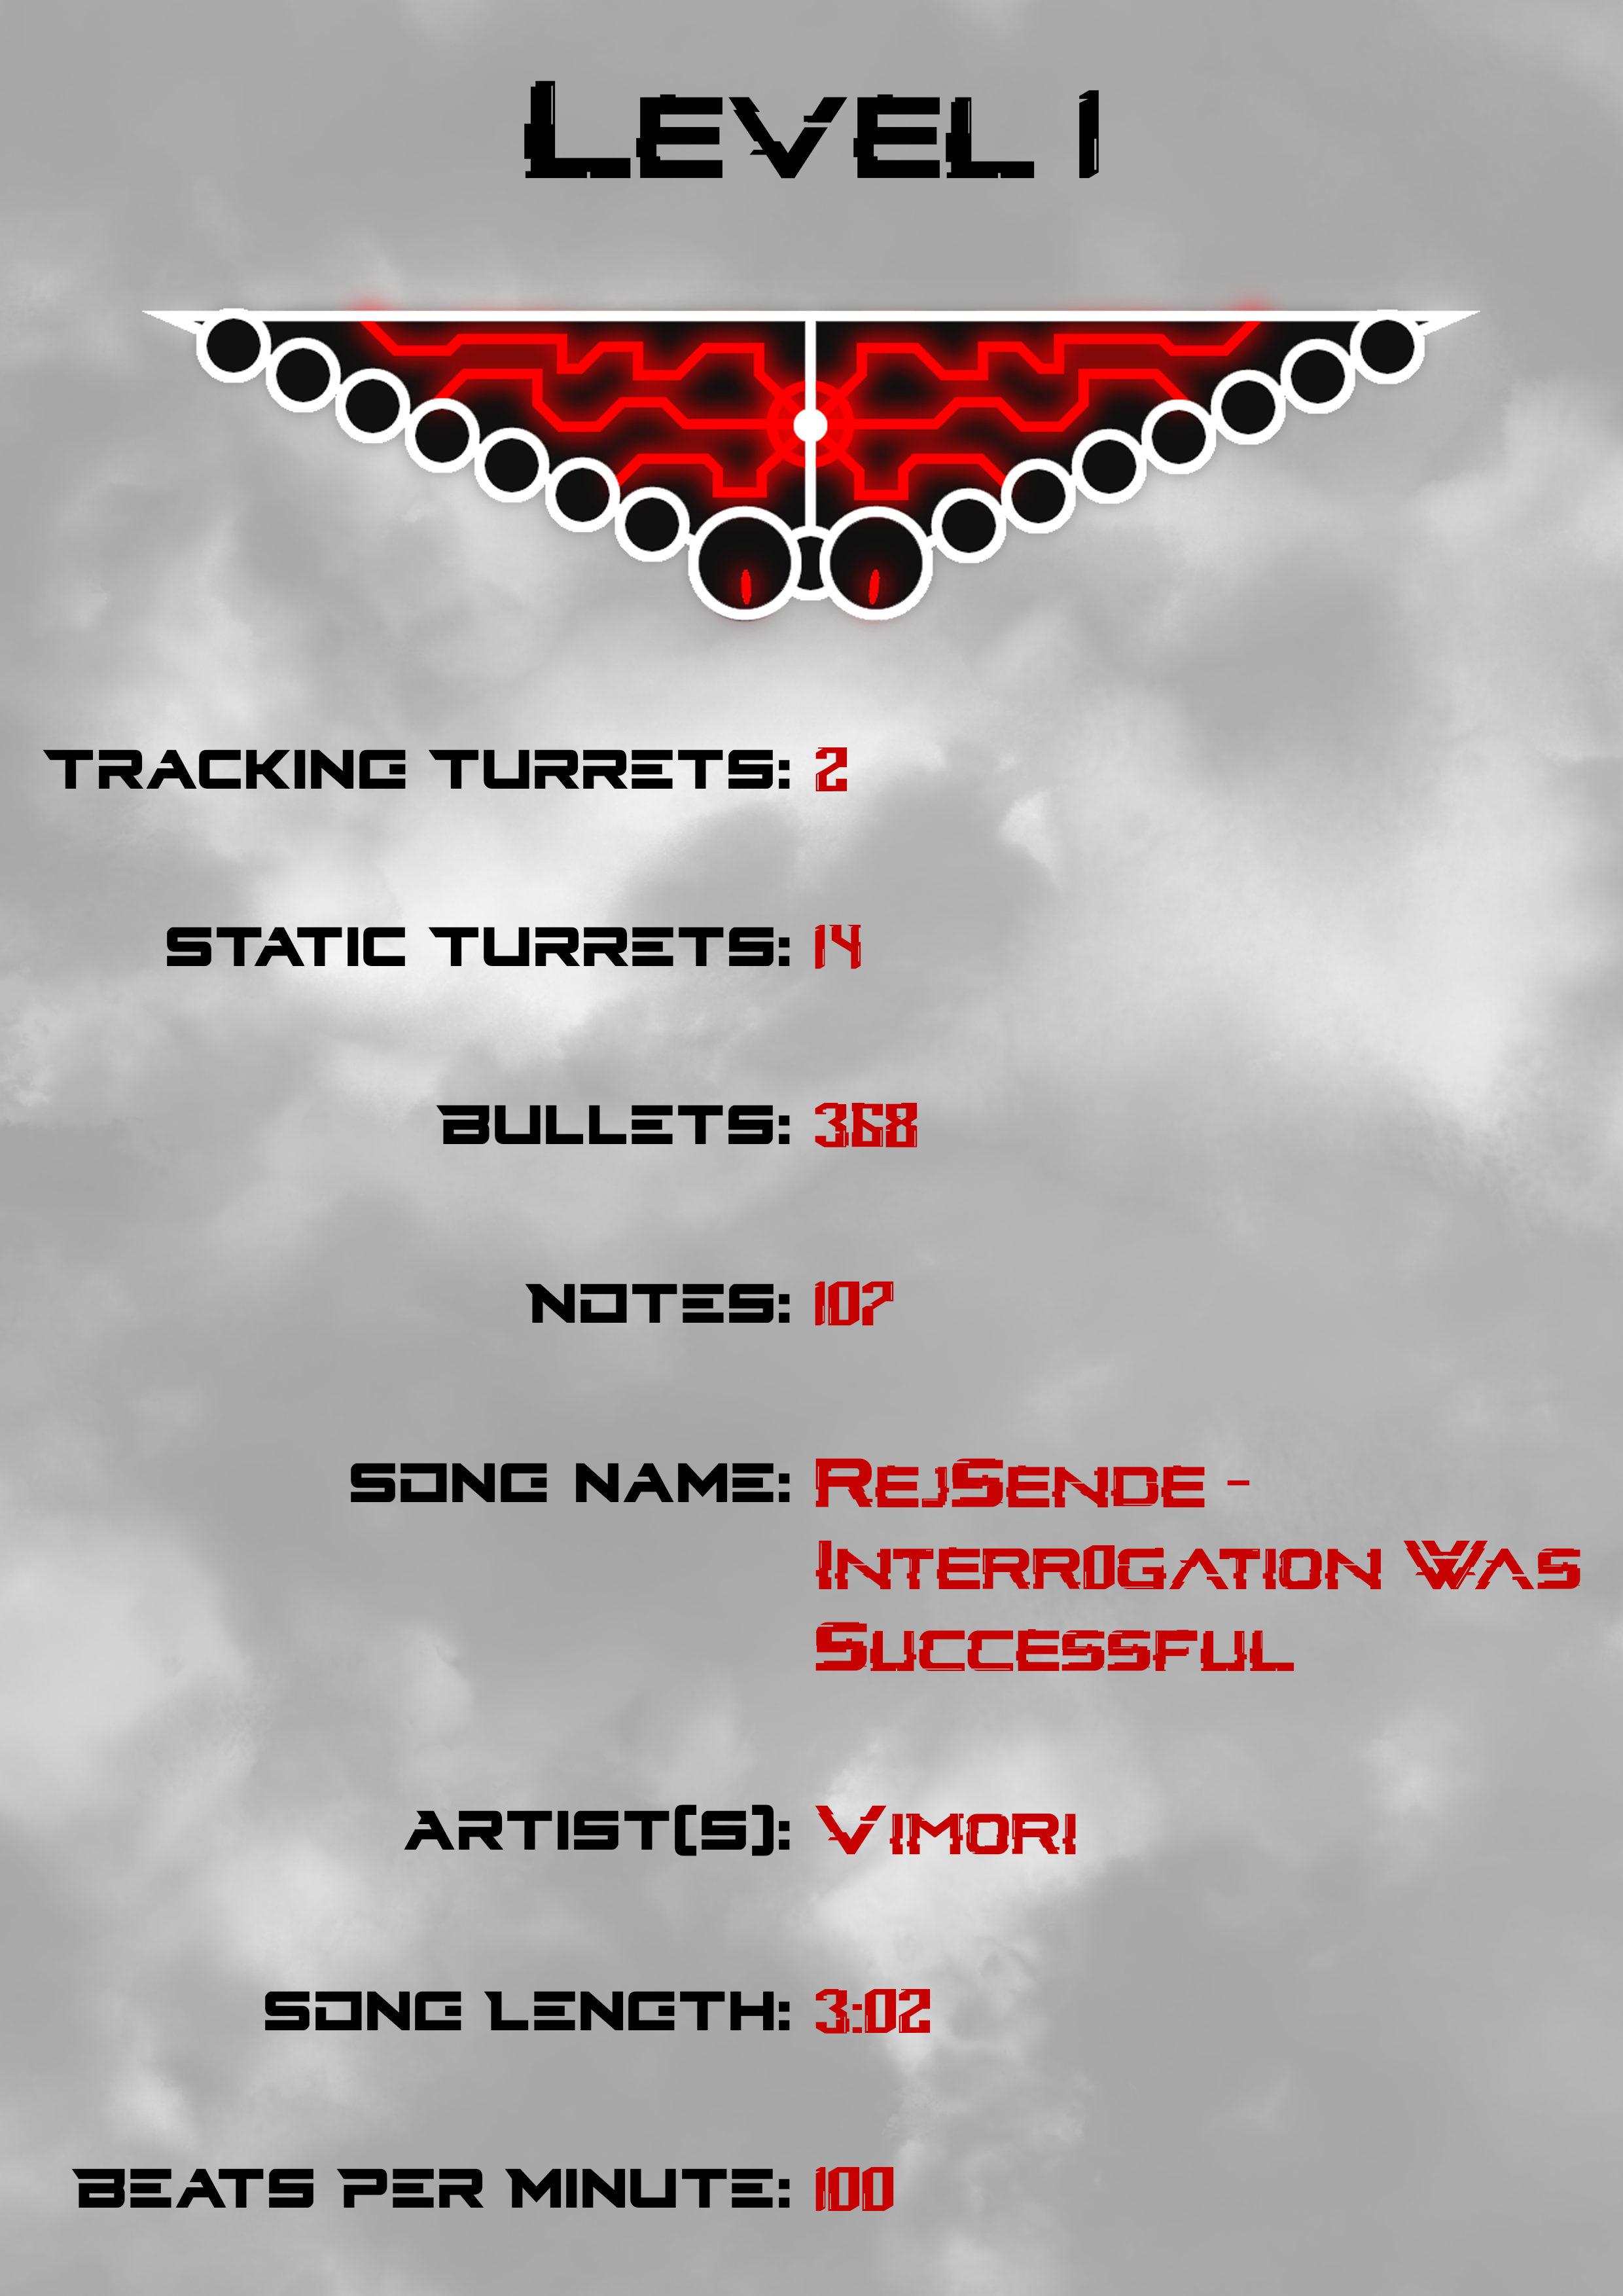 Level 1
Tracking Turrets: 2
Static Turrets: 14
Bullets: 368
Notes: 107
Song Name: RejSende -
Interrogation Was
Successful
Artist(s): Vimori
Song Length: 3:02
Beats Per Minute: 100